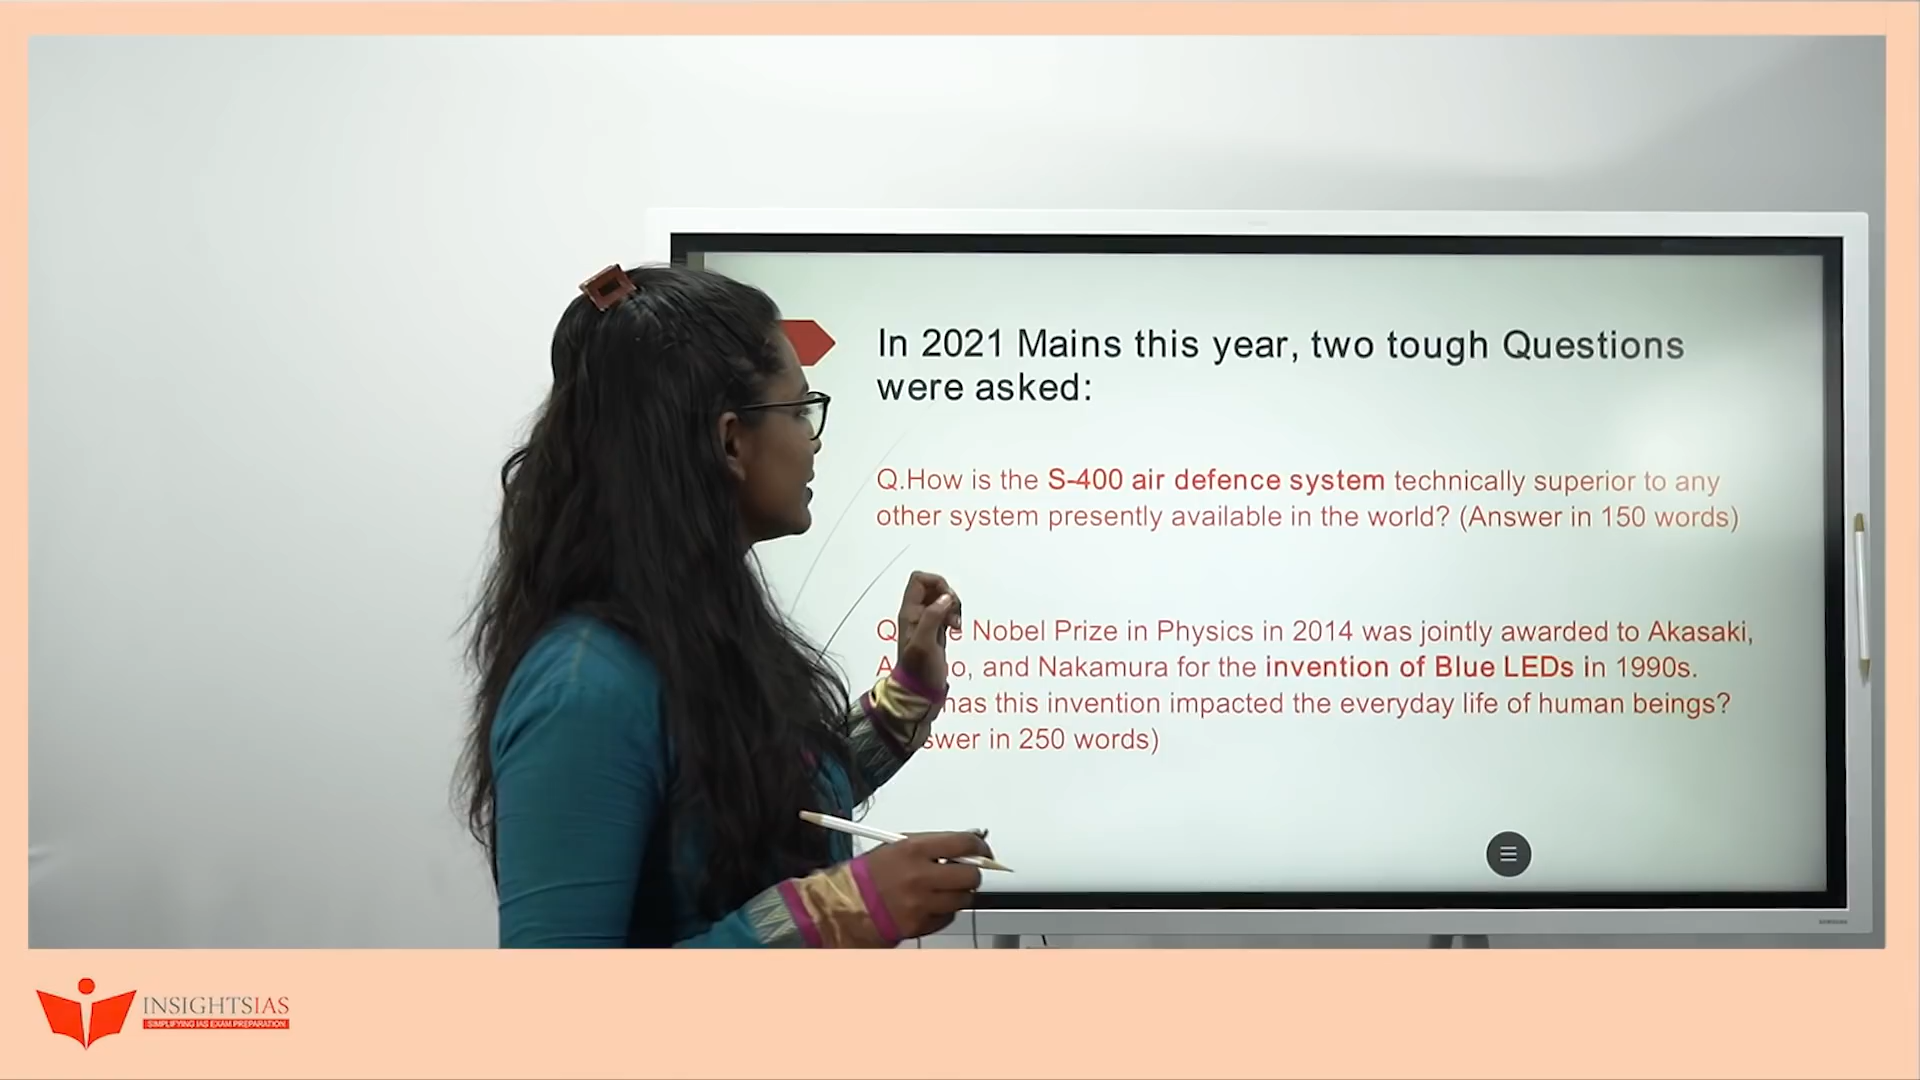 In 2021 Mains this year, two tough Questions
were asked:
Q.How is the S-400 air defence system technically superior to any
other system presently available in the world? (Answer in 150 words)
Nobel Prize in Physics in 2014 was jointly awarded to Akasaki,
and Nakamura for the invention of Blue LEDs in 1990s.
has this invention impacted the everyday life of human beings?
in 250 words)
INSIGHTSIAS
SIMPLIFYING IAS EXAM PREPARATION